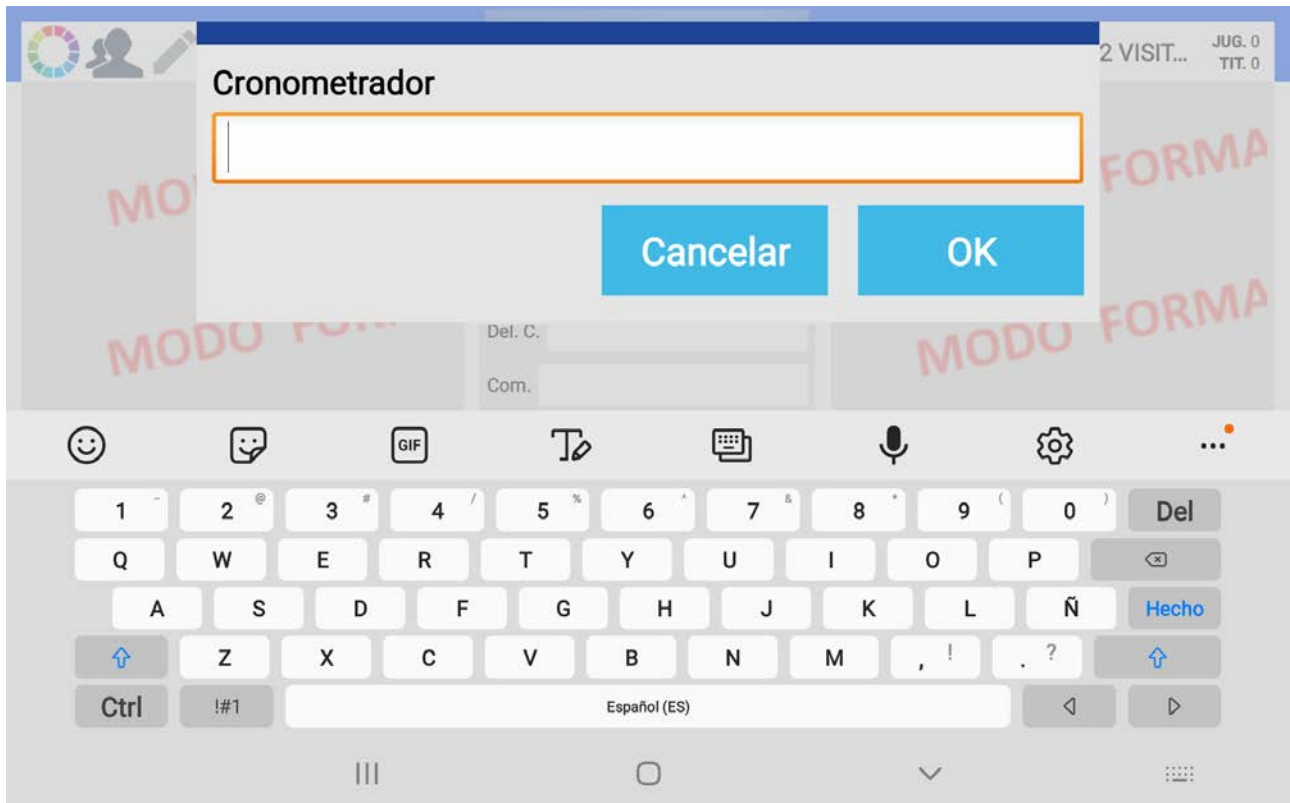 2 VISIT... JUG. 0
TIT. 0
Cronometrador
MO FORMA
Cancelar OK
MODO MODO FORMA
Del. C.
Com.
GIF
1 - 2 @ 3 # 4 / 5 % 6 ^ 7 & 8 * 9 ( 0 ) Del
Q W E R T Y U I O P
A S D F G H J K L Ñ Hecho
Z X C V B N M , ! . ?
Ctrl !#1 Español (ES)